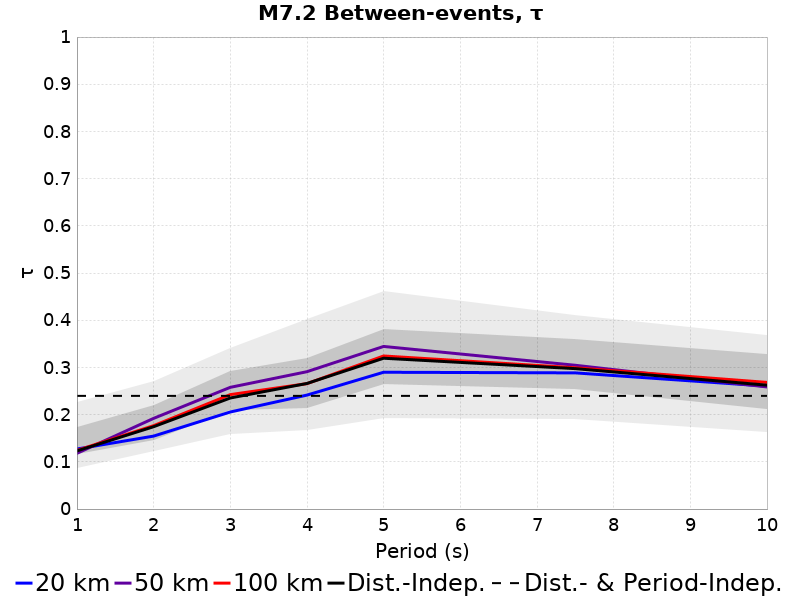 M7.2 Between-events, τ
1
0.9
0.8
0.7
0.6
0.5
0.4
0.3
0.2
0.1
0
τ
1 2 3 4 5 6 7 8 9 10
Period (s)
20 km 50 km 100 km Dist.-Indep. Dist.- & Period-Indep.